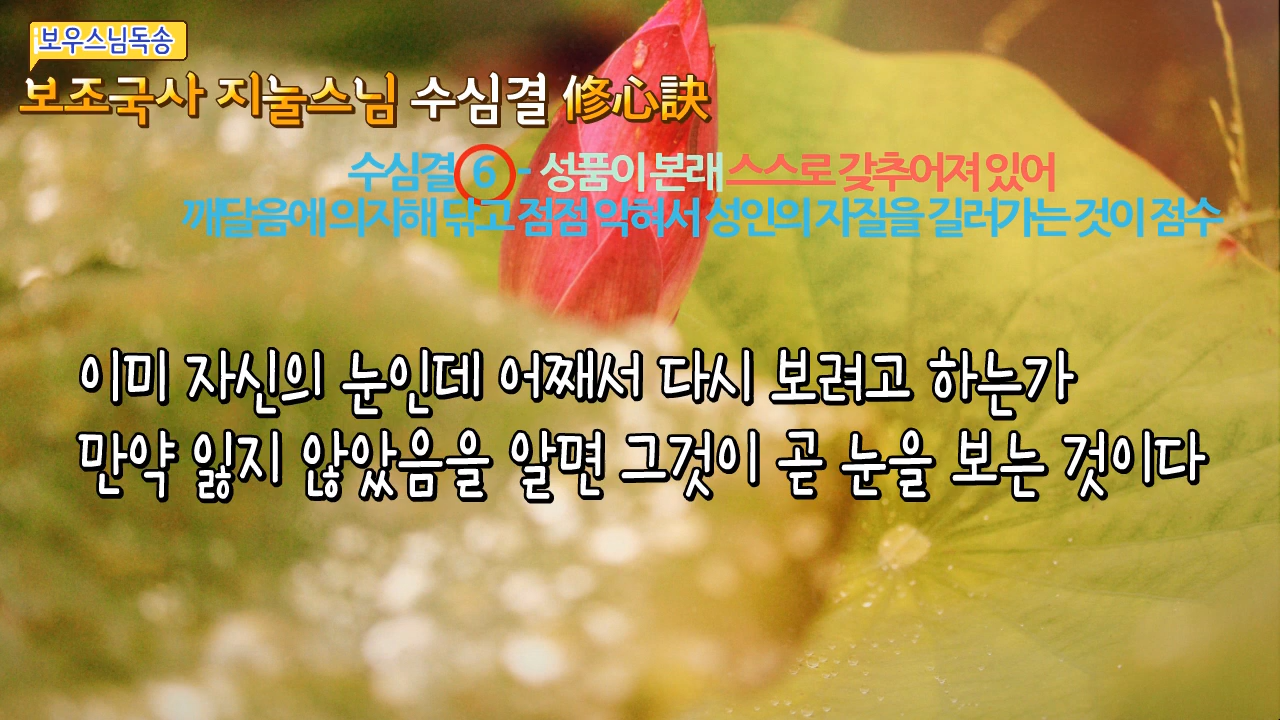 보우스님독송
보조국사 지눌스님 수심결 修心訣
수심결 6 - 성품이 본래 스스로 갖추어져 있어
깨달음에 의지해 닦고 점점 익혀서 성인의 자질을 길러가는 것이 점수
이미 자신의 눈인데 어째서 다시 보려고 하는가
만약 잃지 않았음을 알면 그것이 곧 눈을 보는 것이다